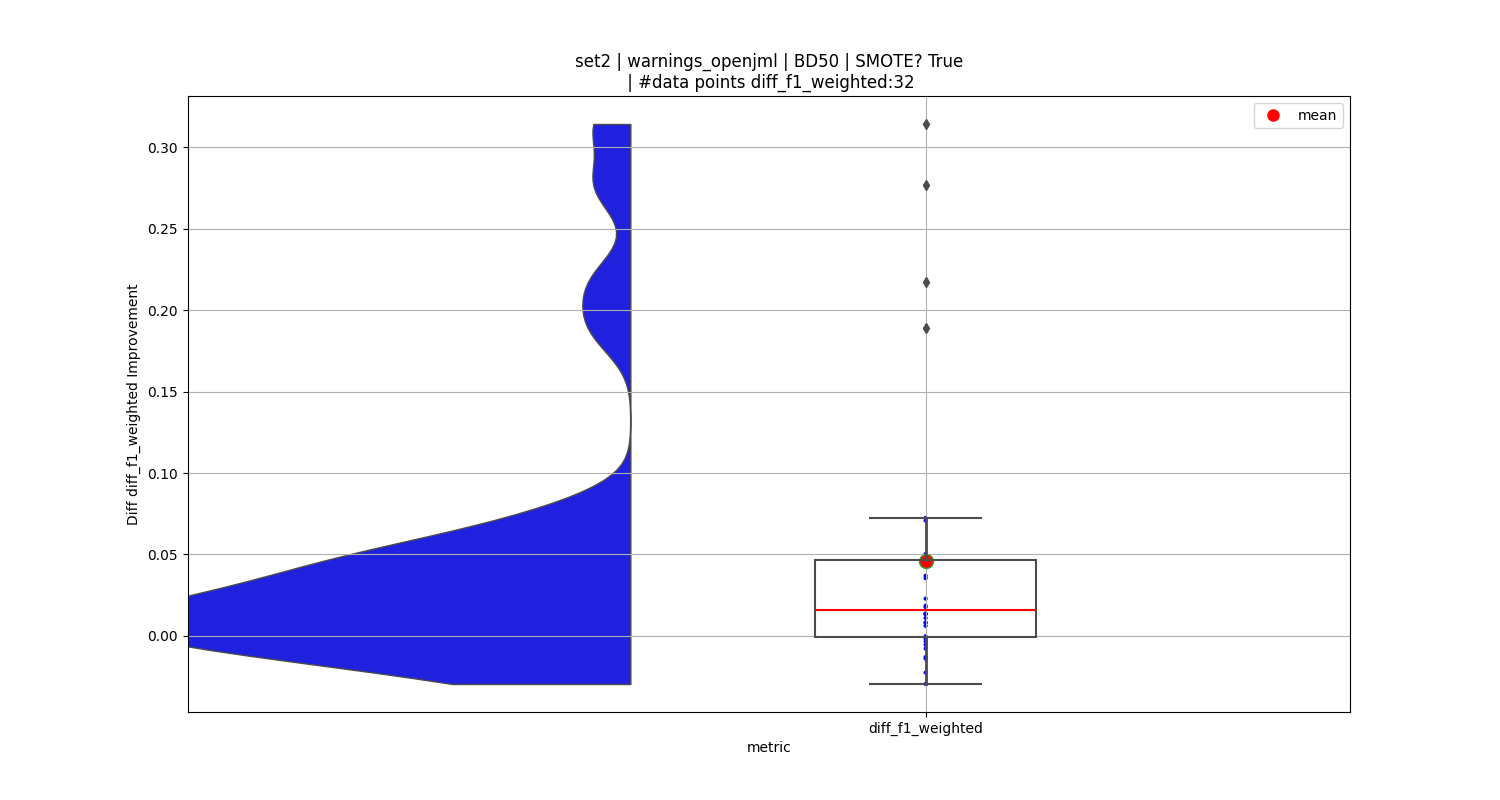 set2 | warnings_openjml | BD50 | SMOTE? True
| #data points diff_f1_weighted:32
mean
0.30
0.25
0.20
0.15
0.10
0.05
0.00
Diff diff_f1_weighted Improvement
diff_f1_weighted
metric